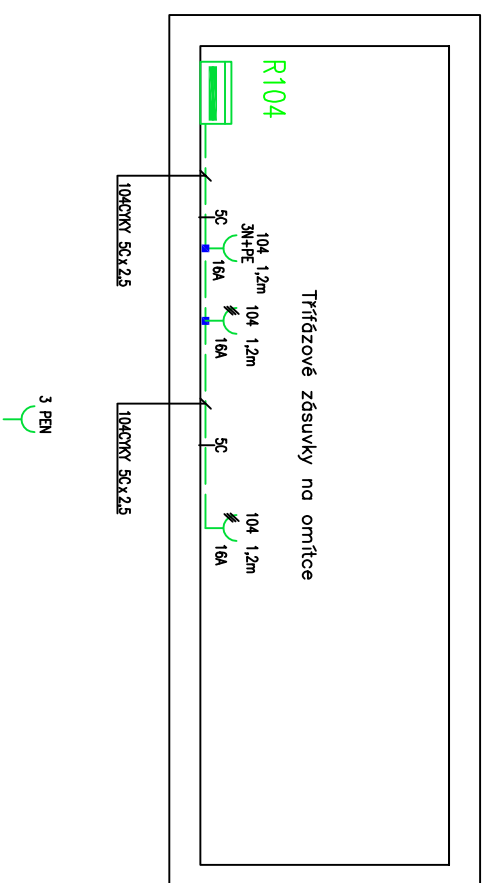 R104
Třífázové zásuvky na omítce
104
3N+PE
1,2m
16A
5C
104CYKY 5Cx2,5
104 1,2m
16A
5C
104CYKY 5Cx2,5
104 1,2m
16A
3 PEN